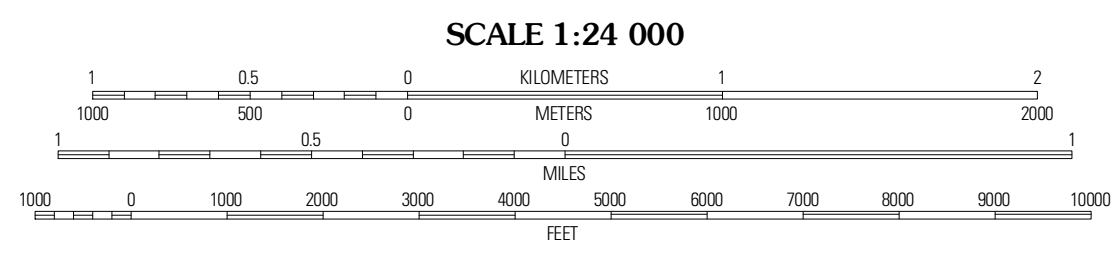 SCALE 1:24 000
1 0.5 0 KILOMETERS 1 2
1000 500 0 METERS 1000 2000
1 0.5 0 1
MILES
1000 0 1000 2000 3000 4000 5000 6000 7000 8000 9000 10000
FEET